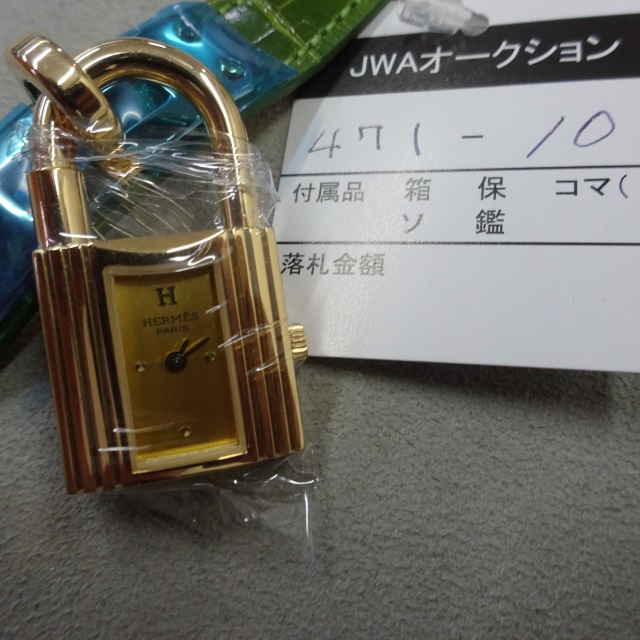 JWAオークション
471-10
付属品 箱 保 コマ(
ソ 鑑
落札金額
H
HERMÈS
PARIS